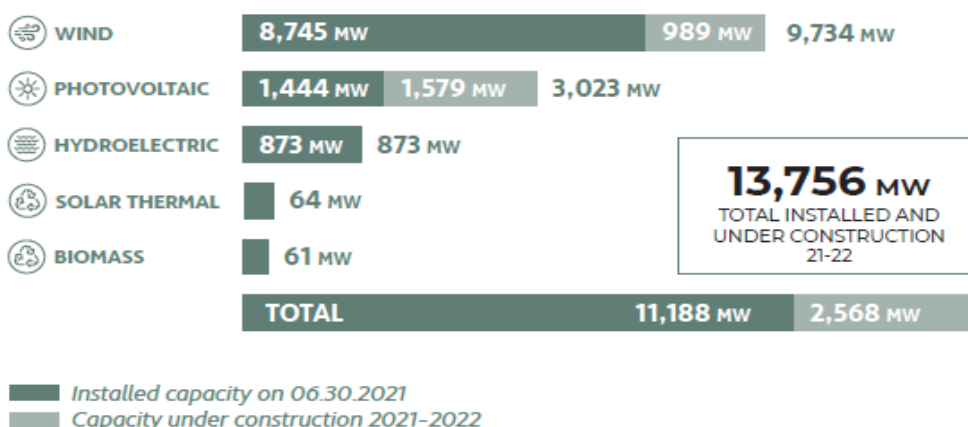 WIND 8,745 MW 989 MW 9,734 MW
PHOTOVOLTAIC 1,444 MW 1,579 MW 3,023 MW
HYDROELECTRIC 873 MW 873 MW
SOLAR THERMAL 64 MW
BIOMASS 61 MW
13,756 MW
TOTAL INSTALLED AND
UNDER CONSTRUCTION
21-22
TOTAL 11,188 MW 2,568 MW
Installed capacity on 06.30.2021
Capacity under construction 2021-2022